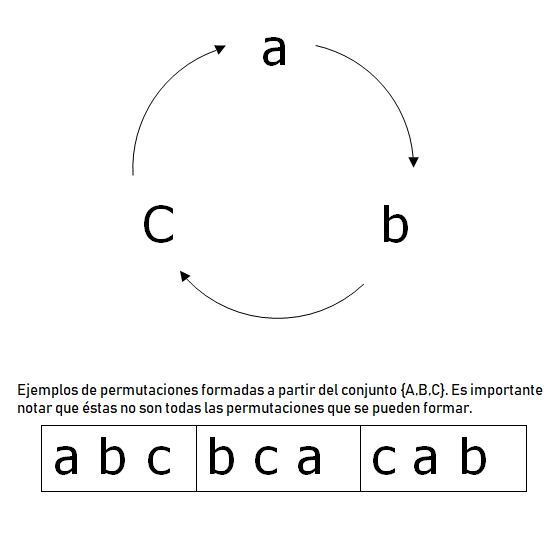 a
C
b
Ejemplos de permutaciones formadas a partir del conjunto {A,B,C}. Es importante
notar que éstas no son todas las permutaciones que se pueden formar.
a b c b c a c a b